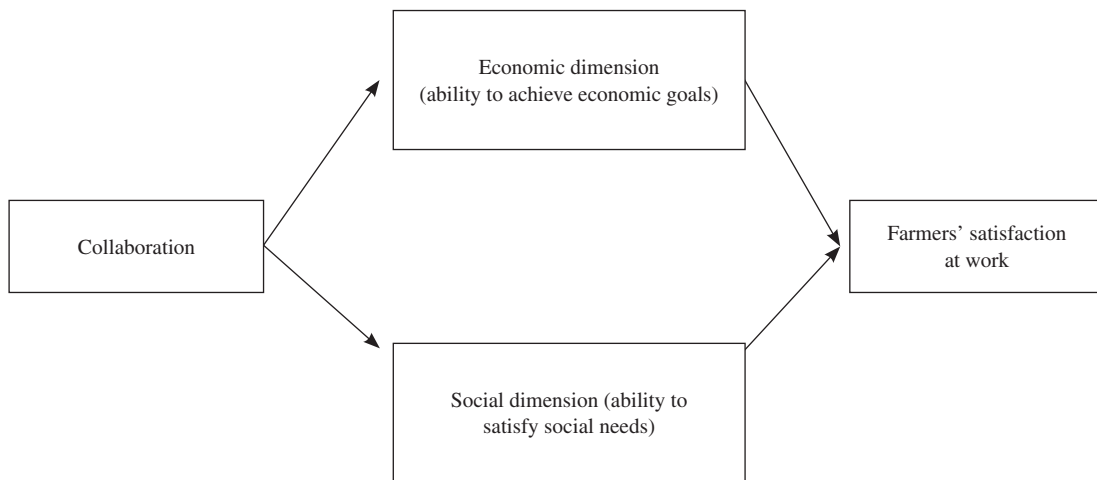 Economic dimension
(ability to achieve economic goals)
Collaboration
Farmers’ satisfaction
at work
Social dimension (ability to
satisfy social needs)